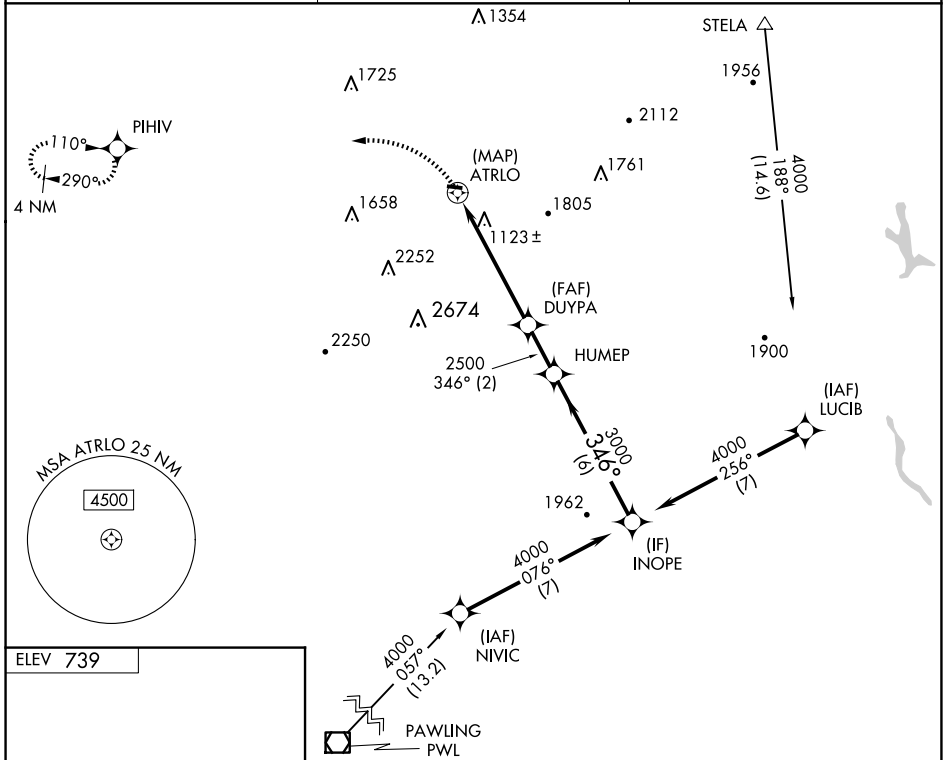 1354
STELA
1725
1956
PIHIV
110°
290°
4 NM
2112
(MAP)
ATRLO
1761
4000
188°
(14.6)
1658
1805
1123 ±
2252
(FAF)
DUYPA
2674
2250
HUMEP
1900
2500
346° (2)
(IAF)
LUCIB
3000
346°
(6)
4000
256°
(7)
MSA ATRLO 25 NM
4500
1962
(IF)
INOPE
4000
076°
(7)
(IAF)
NIVIC
ELEV 739
4000
057°
(13.2)
PAWLING
PWL